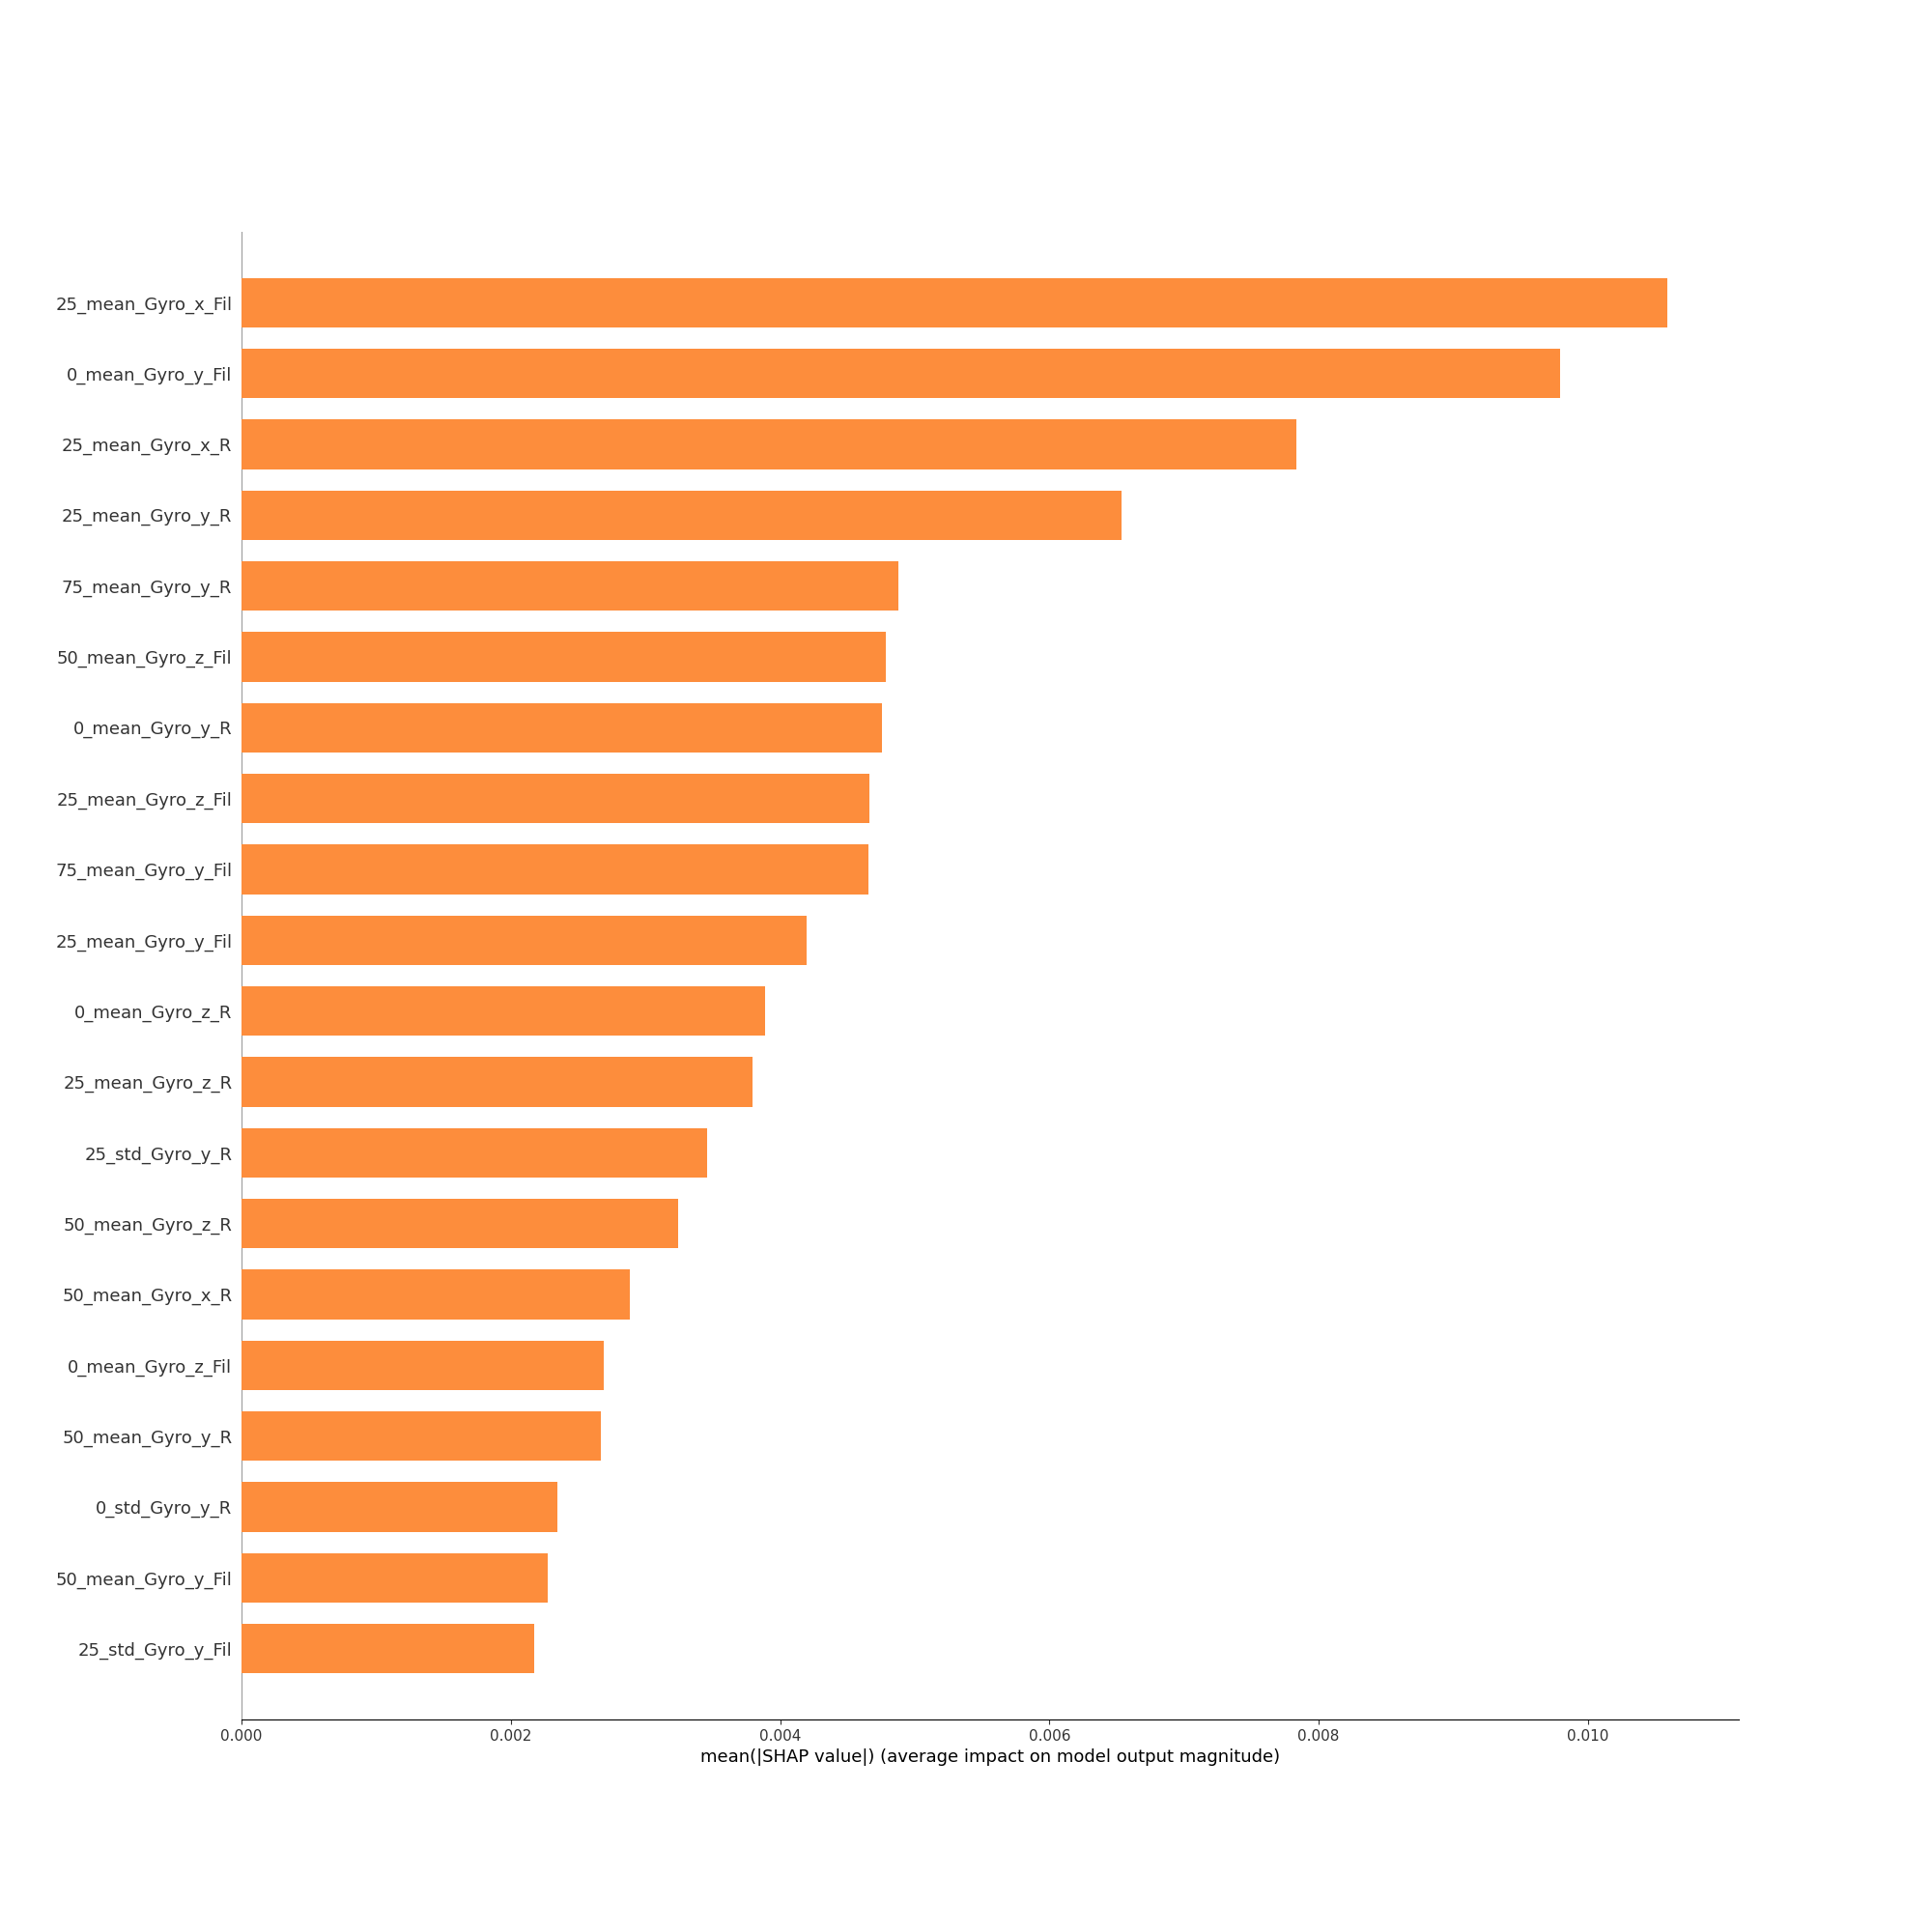 25_mean_Gyro_x_Fil
0_mean_Gyro_y_Fil
25_mean_Gyro_x_R
25_mean_Gyro_y_R
75_mean_Gyro_y_R
50_mean_Gyro_z_Fil
0_mean_Gyro_y_R
25_mean_Gyro_z_Fil
75_mean_Gyro_y_Fil
25_mean_Gyro_y_Fil
0_mean_Gyro_z_R
25_mean_Gyro_z_R
25_std_Gyro_y_R
50_mean_Gyro_z_R
50_mean_Gyro_x_R
0_mean_Gyro_z_Fil
50_mean_Gyro_y_R
0_std_Gyro_y_R
50_mean_Gyro_y_Fil
25_std_Gyro_y_Fil
0.000 0.002 0.004 0.006 0.008 0.010
mean(|SHAP value|) (average impact on model output magnitude)